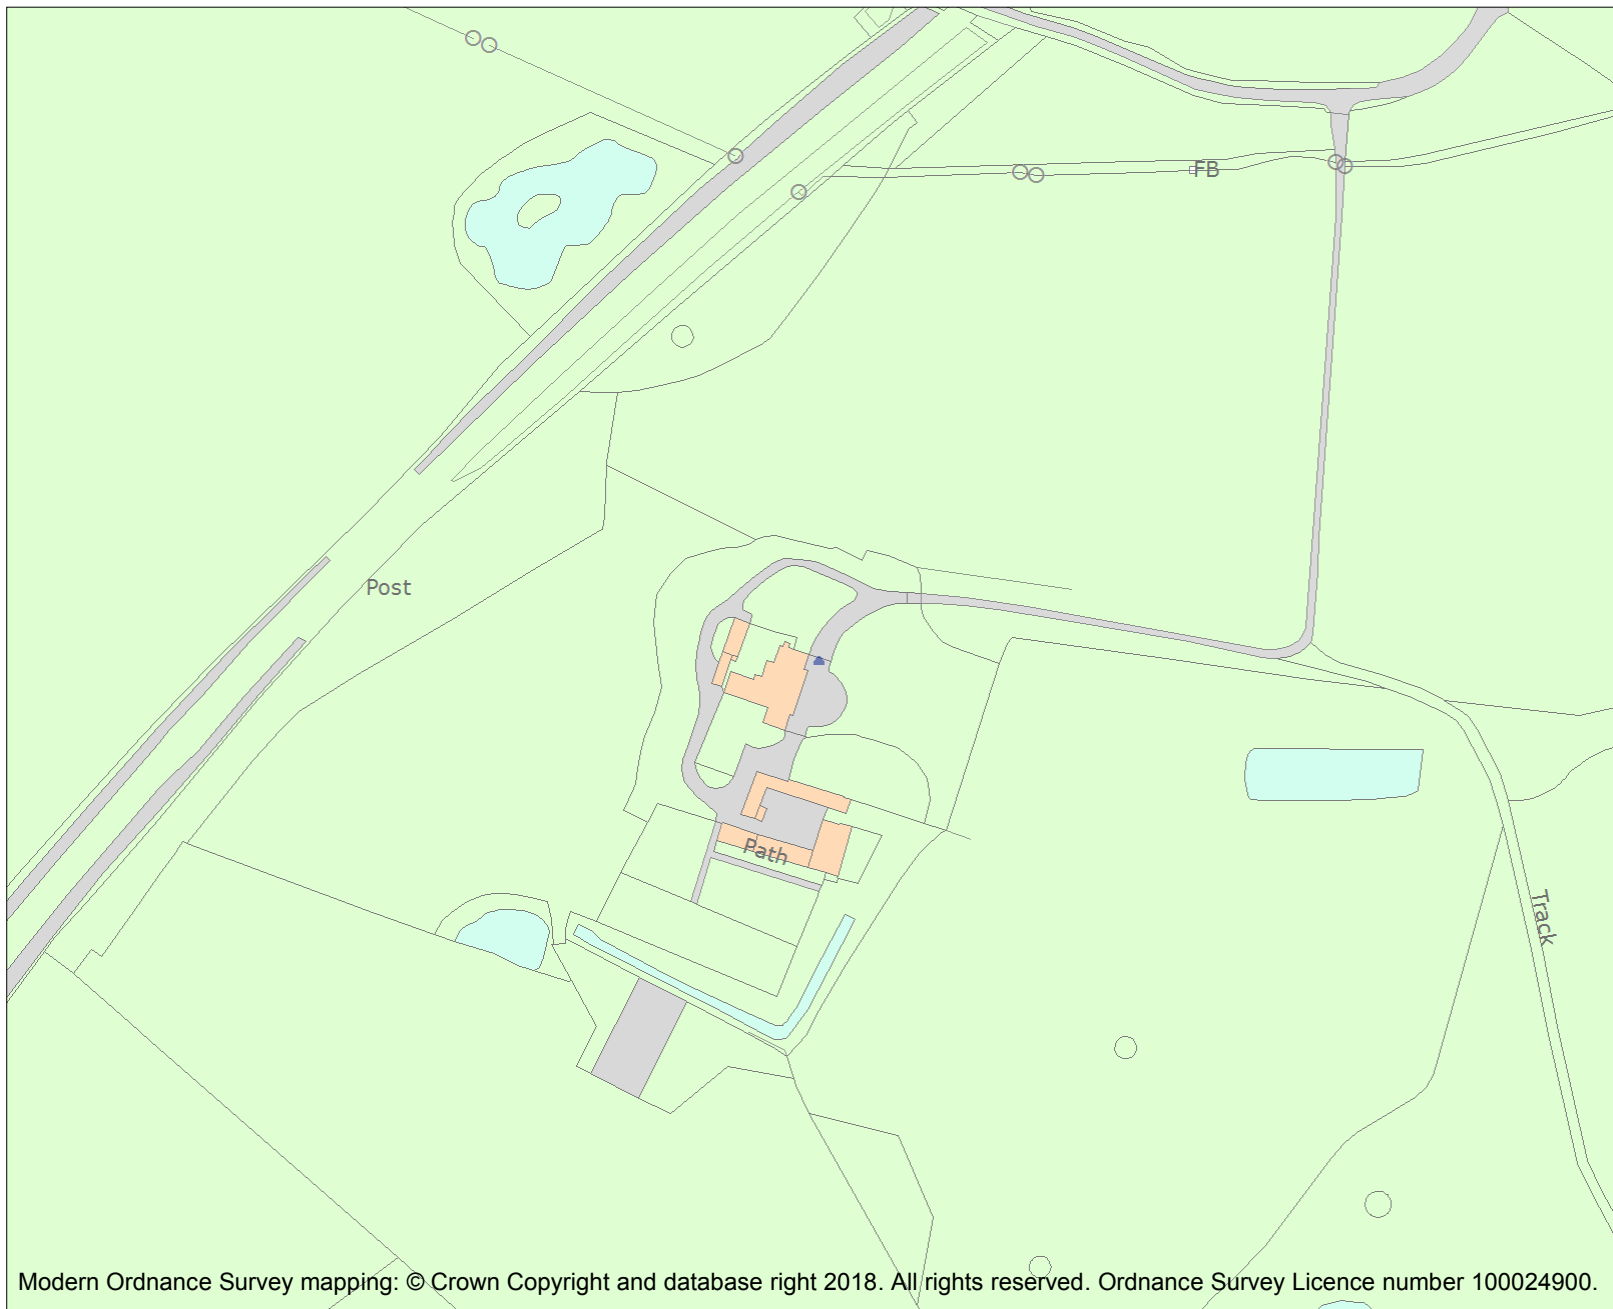 FB
Post
Path
Track
Modern Ordnance Survey mapping: © Crown Copyright and database right 2018. All rights reserved. Ordnance Survey Licence number 100024900.